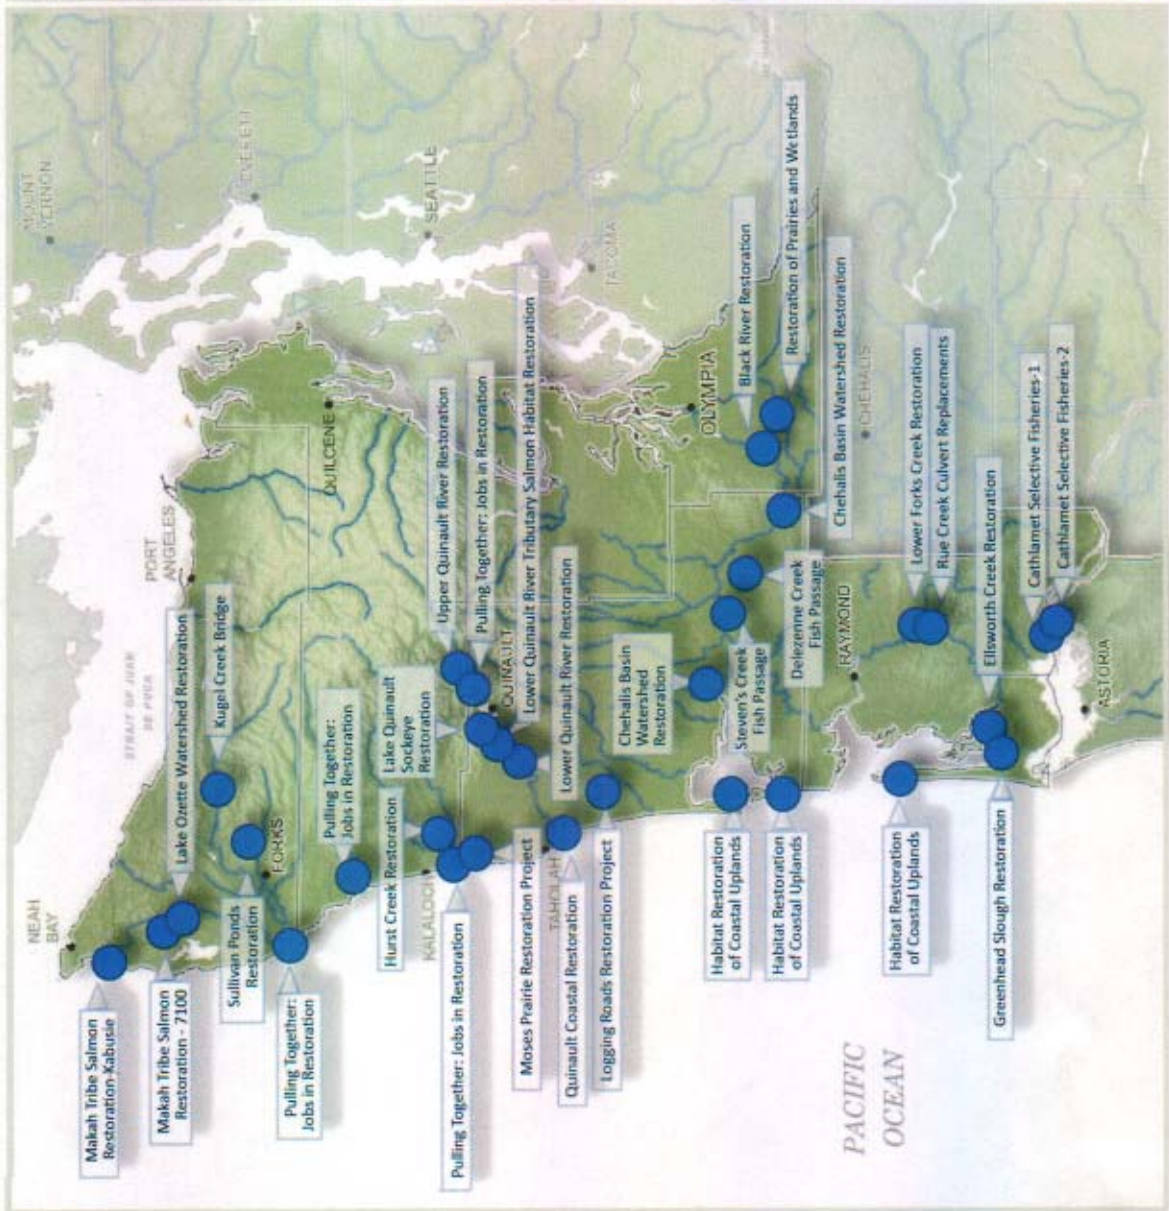 NEAH
BAY
Makah Tribe Salmon
Restoration-Kabusie
Makah Tribe Salmon
Restoration - 7100
Lake Ozette Watershed Restoration
STRAIT OF JUAN
DE FUCA
PORT
ANGELES
MOUNT
VERNON
EVERETT
Kugel Creek Bridge
Sullivan Ponds
Restoration
FORKS
Pulling Together:
Jobs in Restoration
Pulling Together:
Jobs in Restoration
QUILCENE
SEATTLE
Hurst Creek Restoration
KALALOCH
Lake Quinault
Sockeye
Restoration
Upper Quinault River Restoration
Pulling Together: Jobs in Restoration
QUINAULT
Lower Quinault River Tributary Salmon Habitat Restoration
Lower Quinault River Restoration
Pulling Together: Jobs in Restoration
Moses Prairie Restoration Project
TAHOLAH
Quinault Coastal Restoration
Logging Roads Restoration Project
TACOMA
OLYMPIA
Black River Restoration
Restoration of Prairies and Wetlands
Chehalis Basin
Watershed
Restoration
Steven's Creek
Fish Passage
Delezenne Creek
Fish Passage
Chehalis Basin Watershed Restoration
CHEHALIS
Habitat Restoration
of Coastal Uplands
Habitat Restoration
of Coastal Uplands
RAYMOND
Lower Forks Creek Restoration
Rue Creek Culvert Replacements
Habitat Restoration
of Coastal Uplands
Ellsworth Creek Restoration
Greenhead Slough Restoration
Cathlamet Selective Fisheries-1
Cathlamet Selective Fisheries-2
ASTORIA
PACIFIC
OCEAN